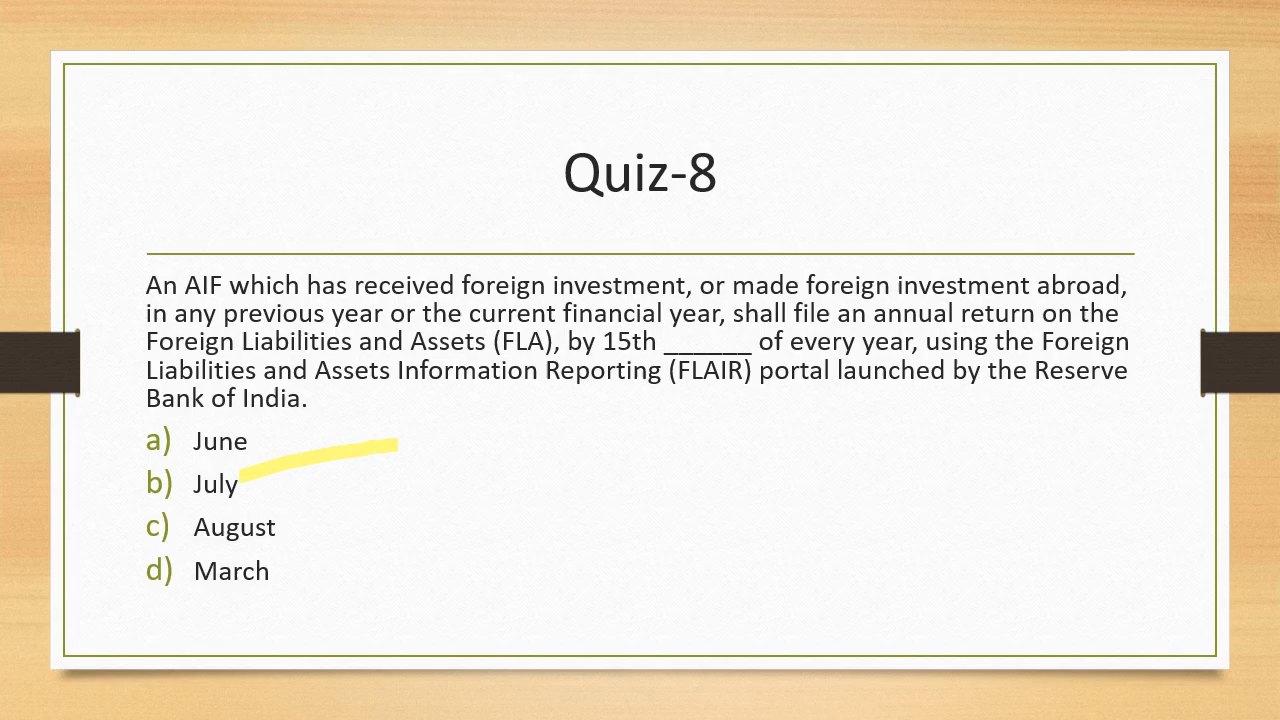 Quiz-8
An AIF which has received foreign investment, or made foreign investment abroad,
in any previous year or the current financial year, shall file an annual return on the
Foreign Liabilities and Assets (FLA), by 15th ______ of every year, using the Foreign
Liabilities and Assets Information Reporting (FLAIR) portal launched by the Reserve
Bank of India.
a) June
b) July
c) August
d) March